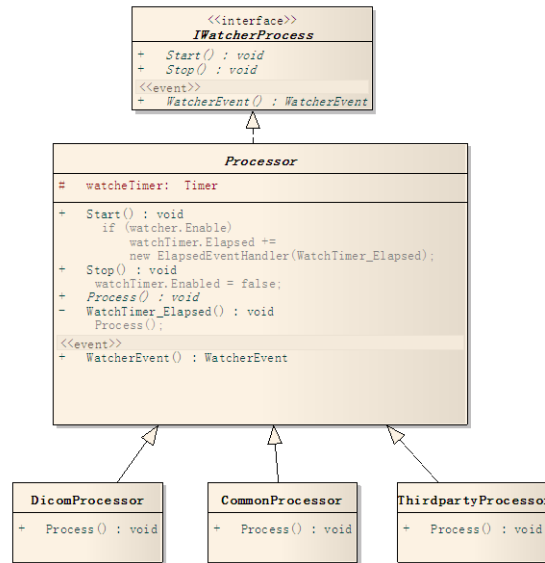 <<interface>>
IWatcherProcess
+ Start() : void
+ Stop() : void
<<event>>
+ WatcherEvent() : WatcherEvent
Processor
# watcheTimer: Timer
+ Start() : void
if (watcher.Enable)
watchTimer.Elapsed +=
new ElapsedEventHandler(WatchTimer_Elapsed);
+ Stop() : void
watchTimer.Enabled = false;
+ Process() : void
- WatchTimer_Elapsed() : void
Process();
<<event>>
+ WatcherEvent() : WatcherEvent
DicomProcessor
+ Process() : void
CommonProcessor
+ Process() : void
ThirdpartyProcessor
+ Process() : void